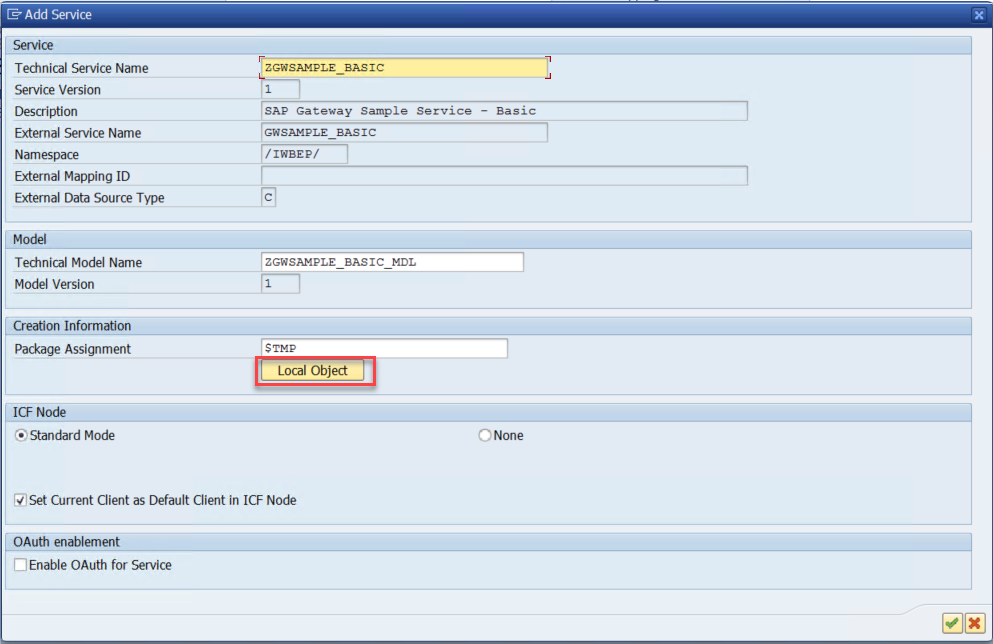 Add Service
Service
Technical Service Name ZGWSAMPLE_BASIC
Service Version 1
Description SAP Gateway Sample Service - Basic
External Service Name GWSAMPLE_BASIC
Namespace /IWBEP/
External Mapping ID
External Data Source Type C
Model
Technical Model Name ZGWSAMPLE_BASIC_MDL
Model Version 1
Creation Information
Package Assignment $TMP
Local Object
ICF Node
Standard Mode None
Set Current Client as Default Client in ICF Node
OAuth enablement
Enable OAuth for Service